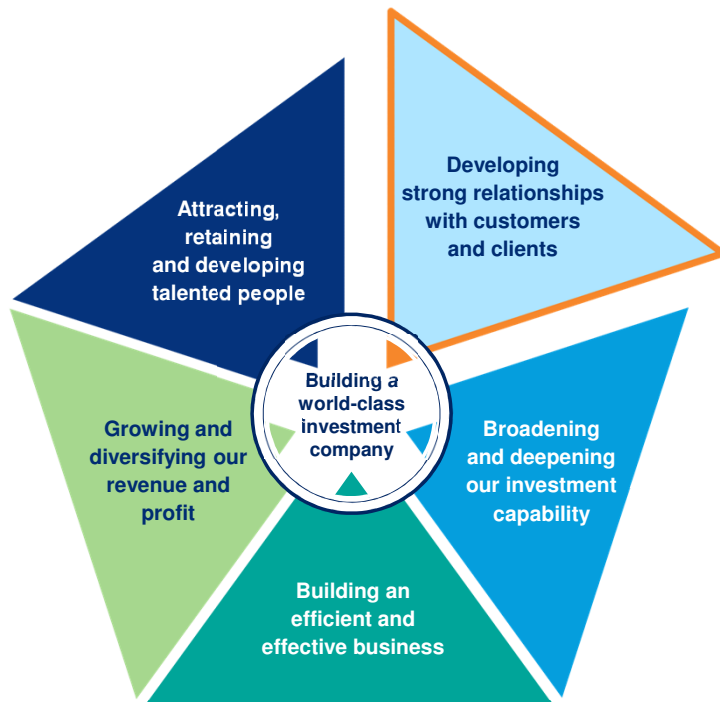 Developing
strong relationships
with customers
and clients
Attracting,
retaining
and developing
talented people
Building a
world-class
investment
company
Growing and
diversifying our
revenue and
profit
Broadening
and deepening
our investment
capability
Building an
efficient and
effective business